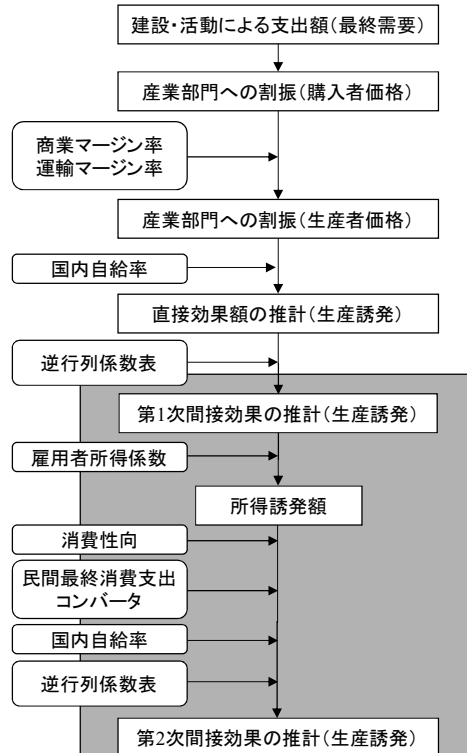 建設・活動による支出額(最終需要)
産業部門への割振(購入者価格)
商業マージン率
運輸マージン率
産業部門への割振(生産者価格)
国内自給率
直接効果額の推計(生産誘発)
逆行列係数表
第1次間接効果の推計(生産誘発)
雇用者所得係数
所得誘発額
消費性向
民間最終消費支出
コンバータ
国内自給率
逆行列係数表
第2次間接効果の推計(生産誘発)